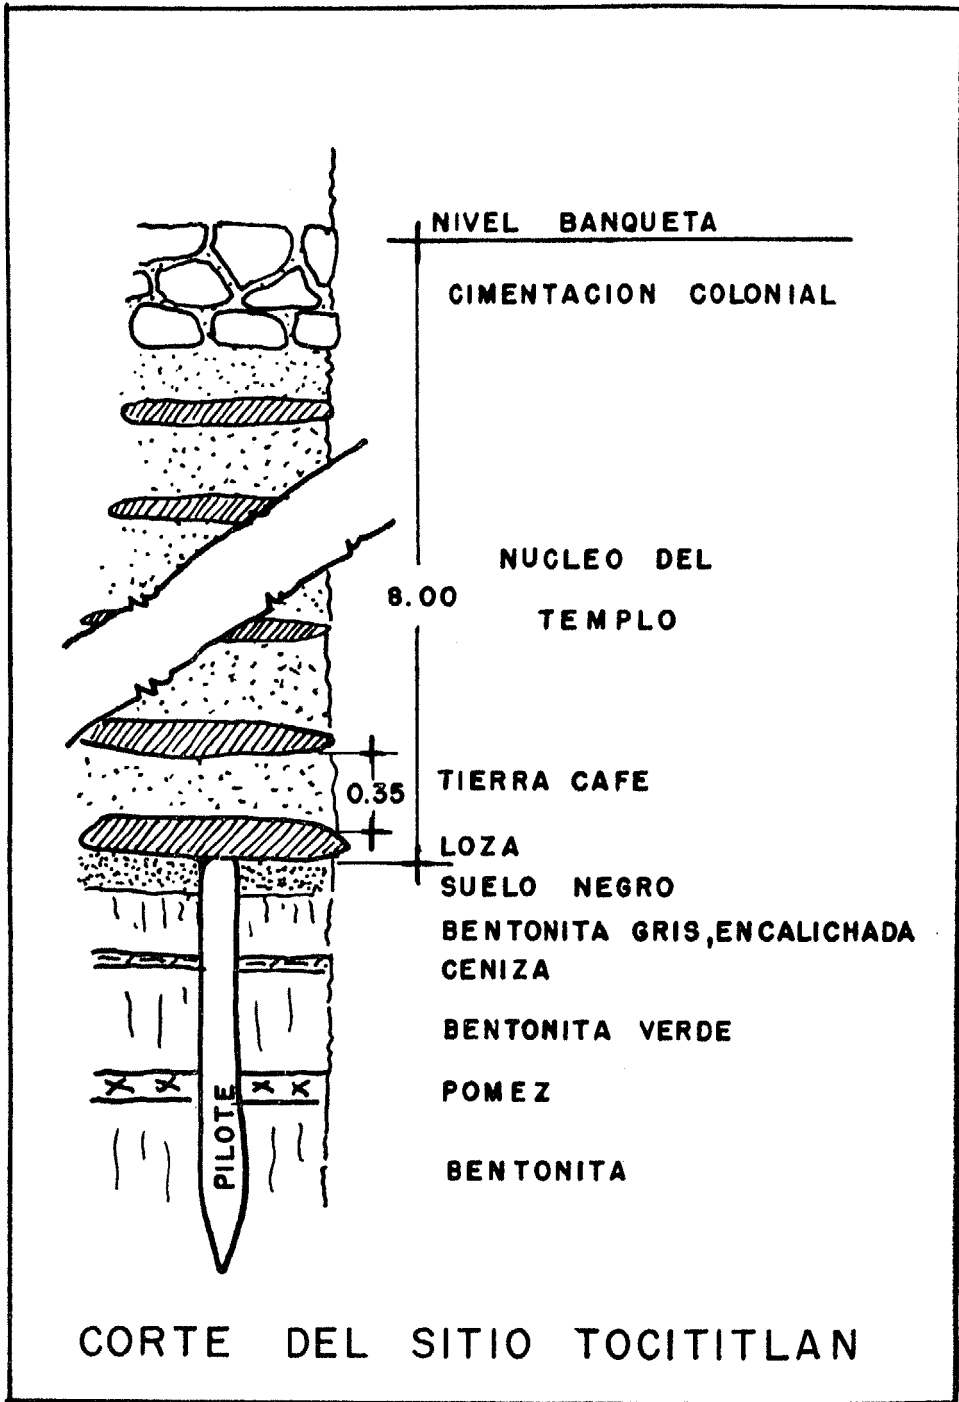 NIVEL BANQUETA
CIMENTACION COLONIAL
NUCLEO DEL
8.00
TEMPLO
TIERRA CAFE
0.35
LOZA
SUELO NEGRO
BENTONITA GRIS, ENCALICHADA
CENIZA
BENTONITA VERDE
POMEZ
PILOTE
BENTONITA
CORTE DEL SITIO TOCITITLAN